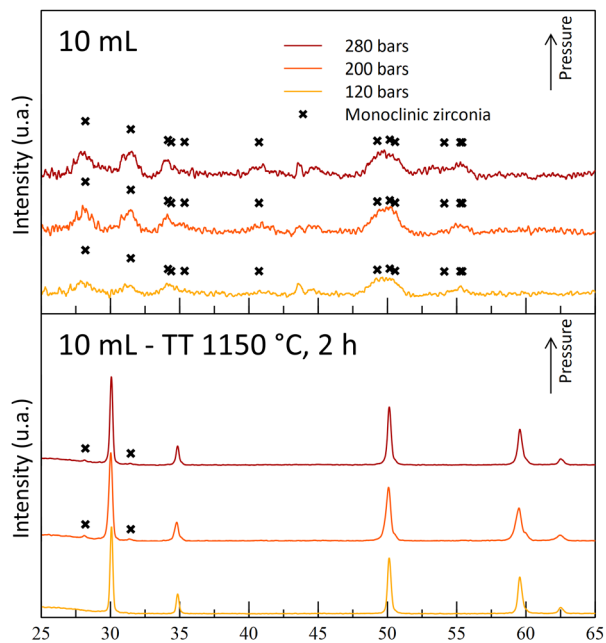 10 mL
280 bars
200 bars
120 bars
Monoclinic zirconia
Pressure
Intensity (u.a.)
10 mL - TT 1150 °C, 2 h
Pressure
Intensity (u.a.)
25 30 35 40 45 50 55 60 65